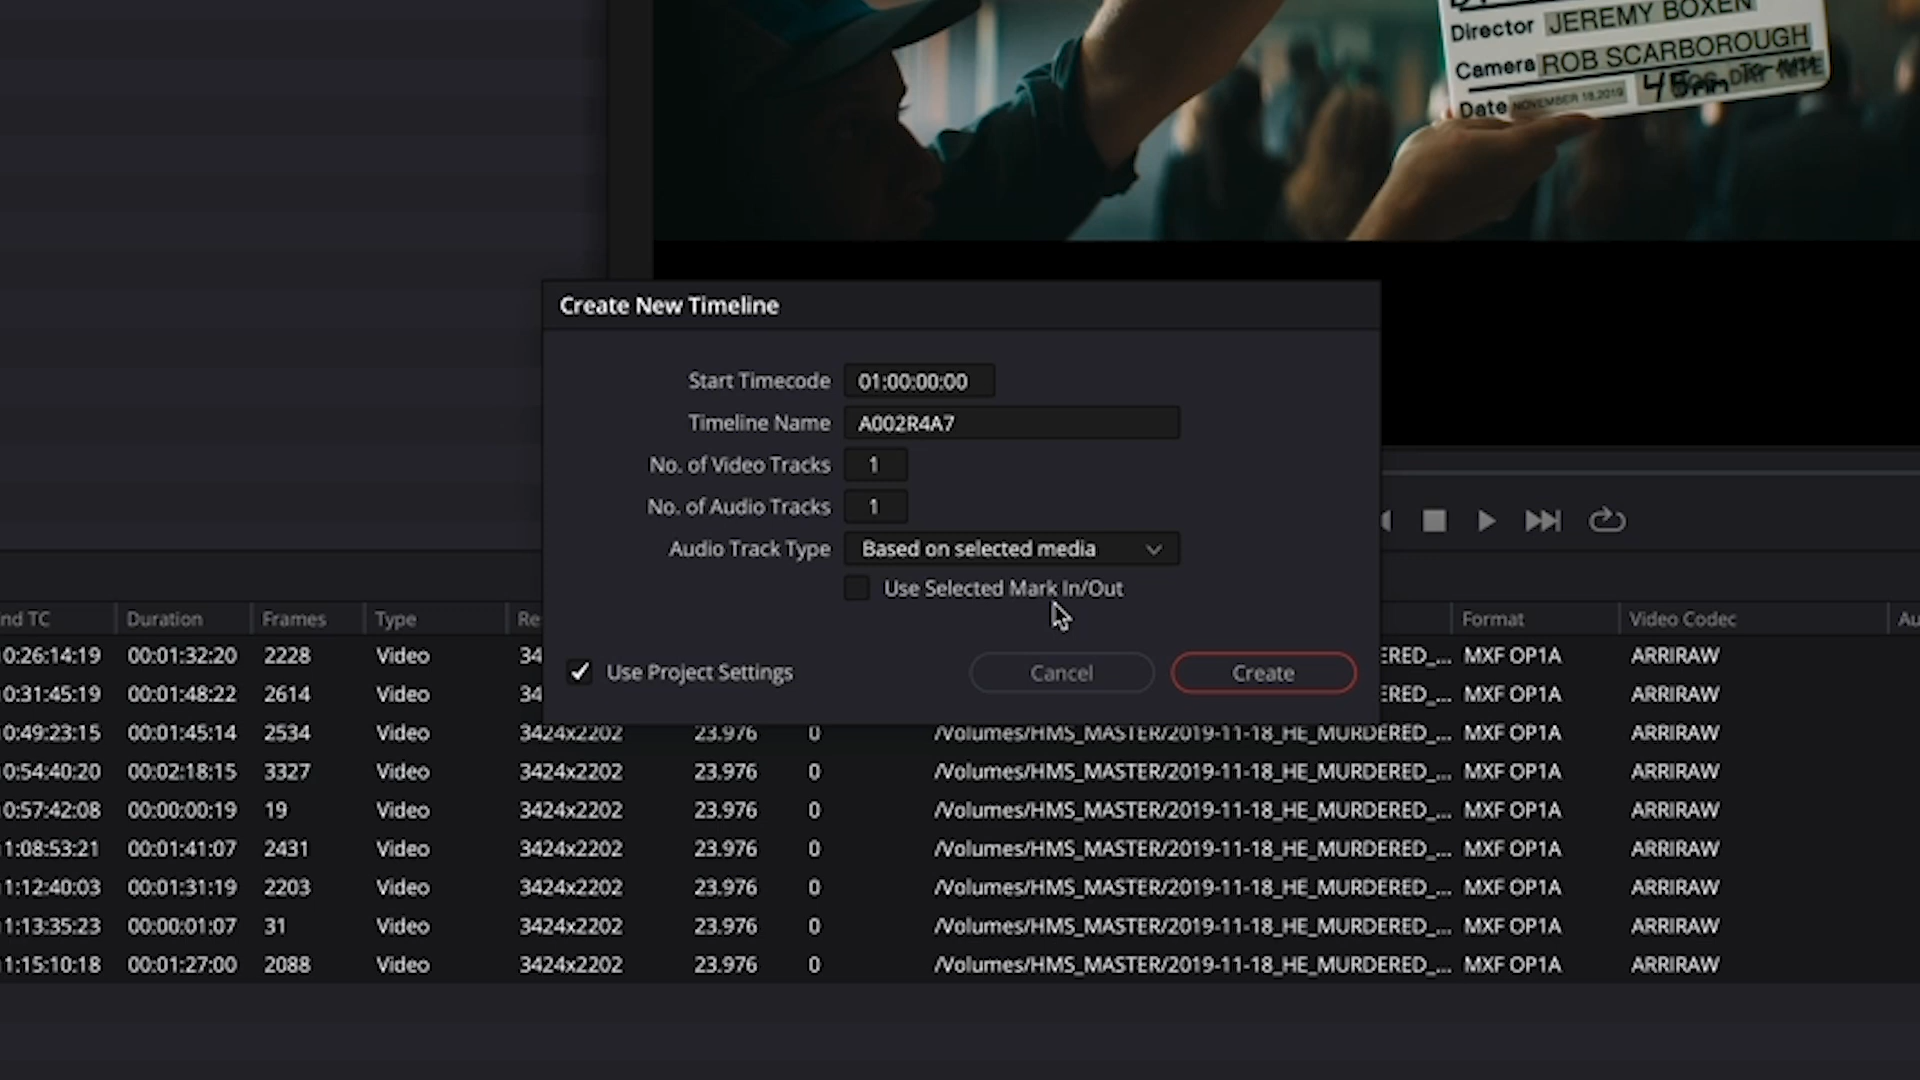 Director JEREMY BOXEN
Camera ROB SCARBOROUGH
Date NOVEMBER 18,2019
Create New Timeline
Start Timecode 01:00:00:00
Timeline Name A002R4A7
No. of Video Tracks 1
No. of Audio Tracks 1
Audio Track Type Based on selected media
Use Selected Mark In/Out
Use Project Settings Cancel Create
nd TC Duration Frames Type Re Format Video Codec Au
0:26:14:19 00:01:32:20 2228 Video 34 ERED_... MXF OP1A ARRIRAW
0:31:45:19 00:01:48:22 2614 Video 34 ERED_... MXF OP1A ARRIRAW
0:49:23:15 00:01:45:14 2534 Video 3424x2202 23.976 0 /Volumes/HMS_MASTER/2019-11-18_HE_MURDERED_... MXF OP1A ARRIRAW
0:54:40:20 00:02:18:15 3327 Video 3424x2202 23.976 0 /Volumes/HMS_MASTER/2019-11-18_HE_MURDERED_... MXF OP1A ARRIRAW
0:57:42:08 00:00:00:19 19 Video 3424x2202 23.976 0 /Volumes/HMS_MASTER/2019-11-18_HE_MURDERED_... MXF OP1A ARRIRAW
1:08:53:21 00:01:41:07 2431 Video 3424x2202 23.976 0 /Volumes/HMS_MASTER/2019-11-18_HE_MURDERED_... MXF OP1A ARRIRAW
1:12:40:03 00:01:31:19 2203 Video 3424x2202 23.976 0 /Volumes/HMS_MASTER/2019-11-18_HE_MURDERED_... MXF OP1A ARRIRAW
1:13:35:23 00:00:01:07 31 Video 3424x2202 23.976 0 /Volumes/HMS_MASTER/2019-11-18_HE_MURDERED_... MXF OP1A ARRIRAW
1:15:10:18 00:01:27:00 2088 Video 3424x2202 23.976 0 /Volumes/HMS_MASTER/2019-11-18_HE_MURDERED_... MXF OP1A ARRIRAW